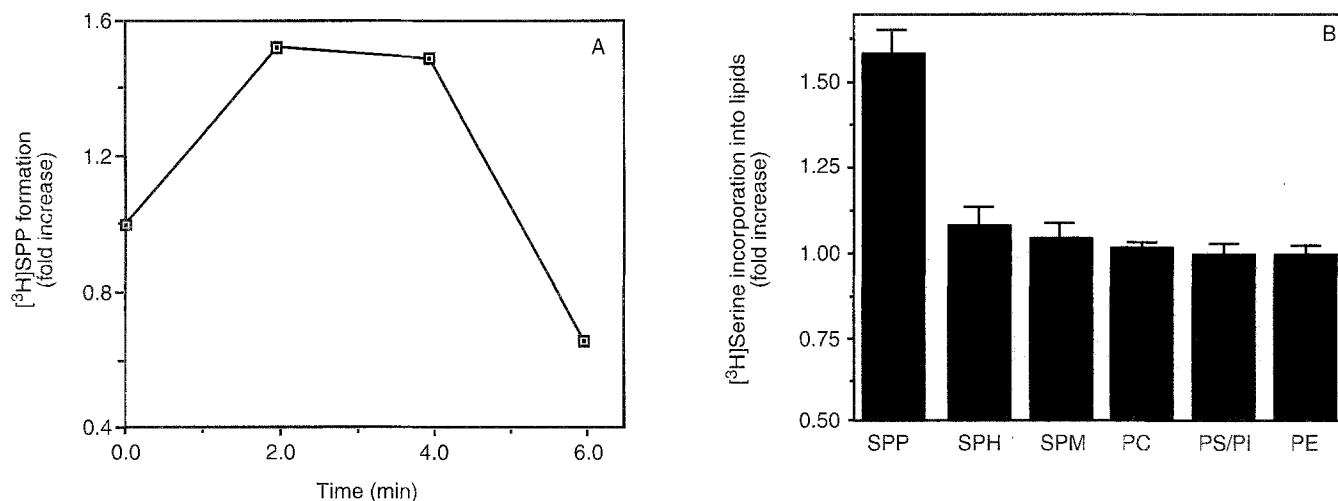 A
[³H]SPP formation
(fold increase)
1.6
1.2
0.8
0.4
0.0
2.0
4.0
6.0
Time (min)
B
[³H]Serine incorporation into lipids
(fold increase)
1.50
1.25
1.00
0.75
0.50
SPP
SPH
SPM
PC
PS/PI
PE